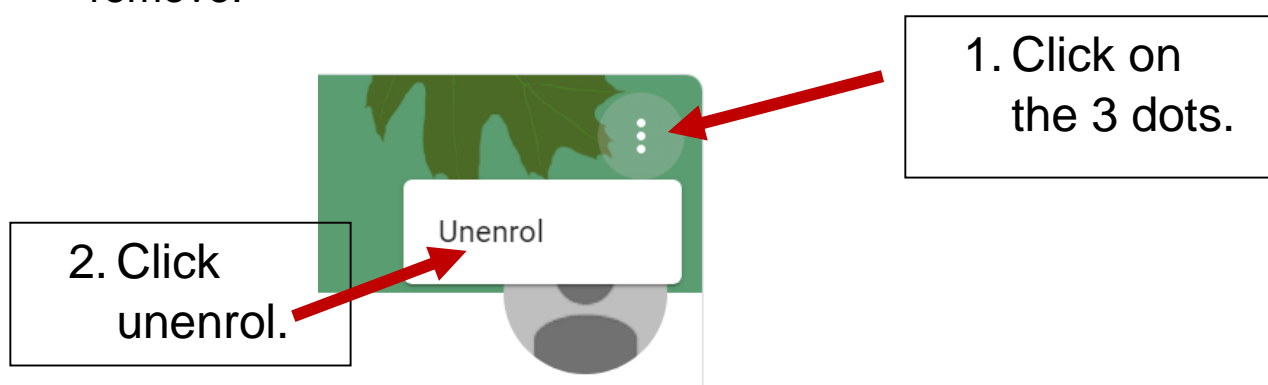 1. Click on
the 3 dots.
Unenrol
2. Click
unenrol.